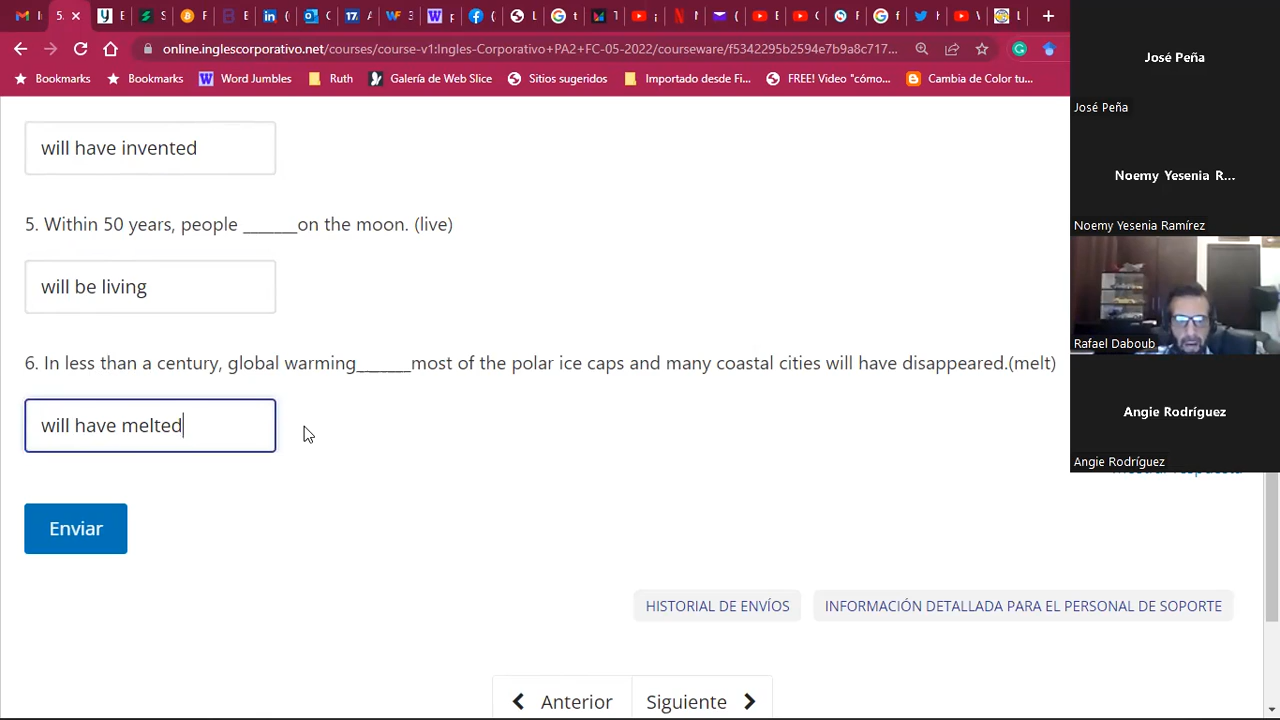 5.
online.inglescorporativo.net/courses/course-v1:Ingles-Corporativo+PA2+FC-05-2022/courseware/f5342295b2594e7b9a8c717...
Bookmarks Bookmarks Word Jumbles Ruth Galería de Web Slice Sitios sugeridos Importado desde Fi... FREE! Video "cómo... Cambia de Color tu...
will have invented
5. Within 50 years, people ______on the moon. (live)
will be living
6. In less than a century, global warming______most of the polar ice caps and many coastal cities will have disappeared.(melt)
will have melted
Enviar
HISTORIAL DE ENVÍOS INFORMACIÓN DETALLADA PARA EL PERSONAL DE SOPORTE
Anterior Siguiente
José Peña
José Peña
Noemy Yesenia R...
Noemy Yesenia Ramírez
Rafael Daboub
Angie Rodríguez
Angie Rodríguez